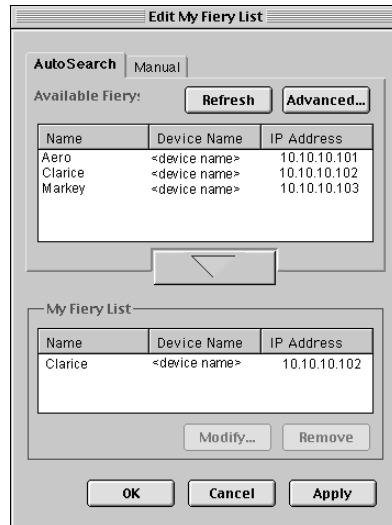 Edit My Fiery List
AutoSearch Manual
Available Fiery:
Refresh Advanced...
Name Device Name IP Address
Aero <device name> 10.10.10.101
Clarice <device name> 10.10.10.102
Markey <device name> 10.10.10.103
My Fiery List
Name Device Name IP Address
Clarice <device name> 10.10.10.102
Modify... Remove
OK Cancel Apply